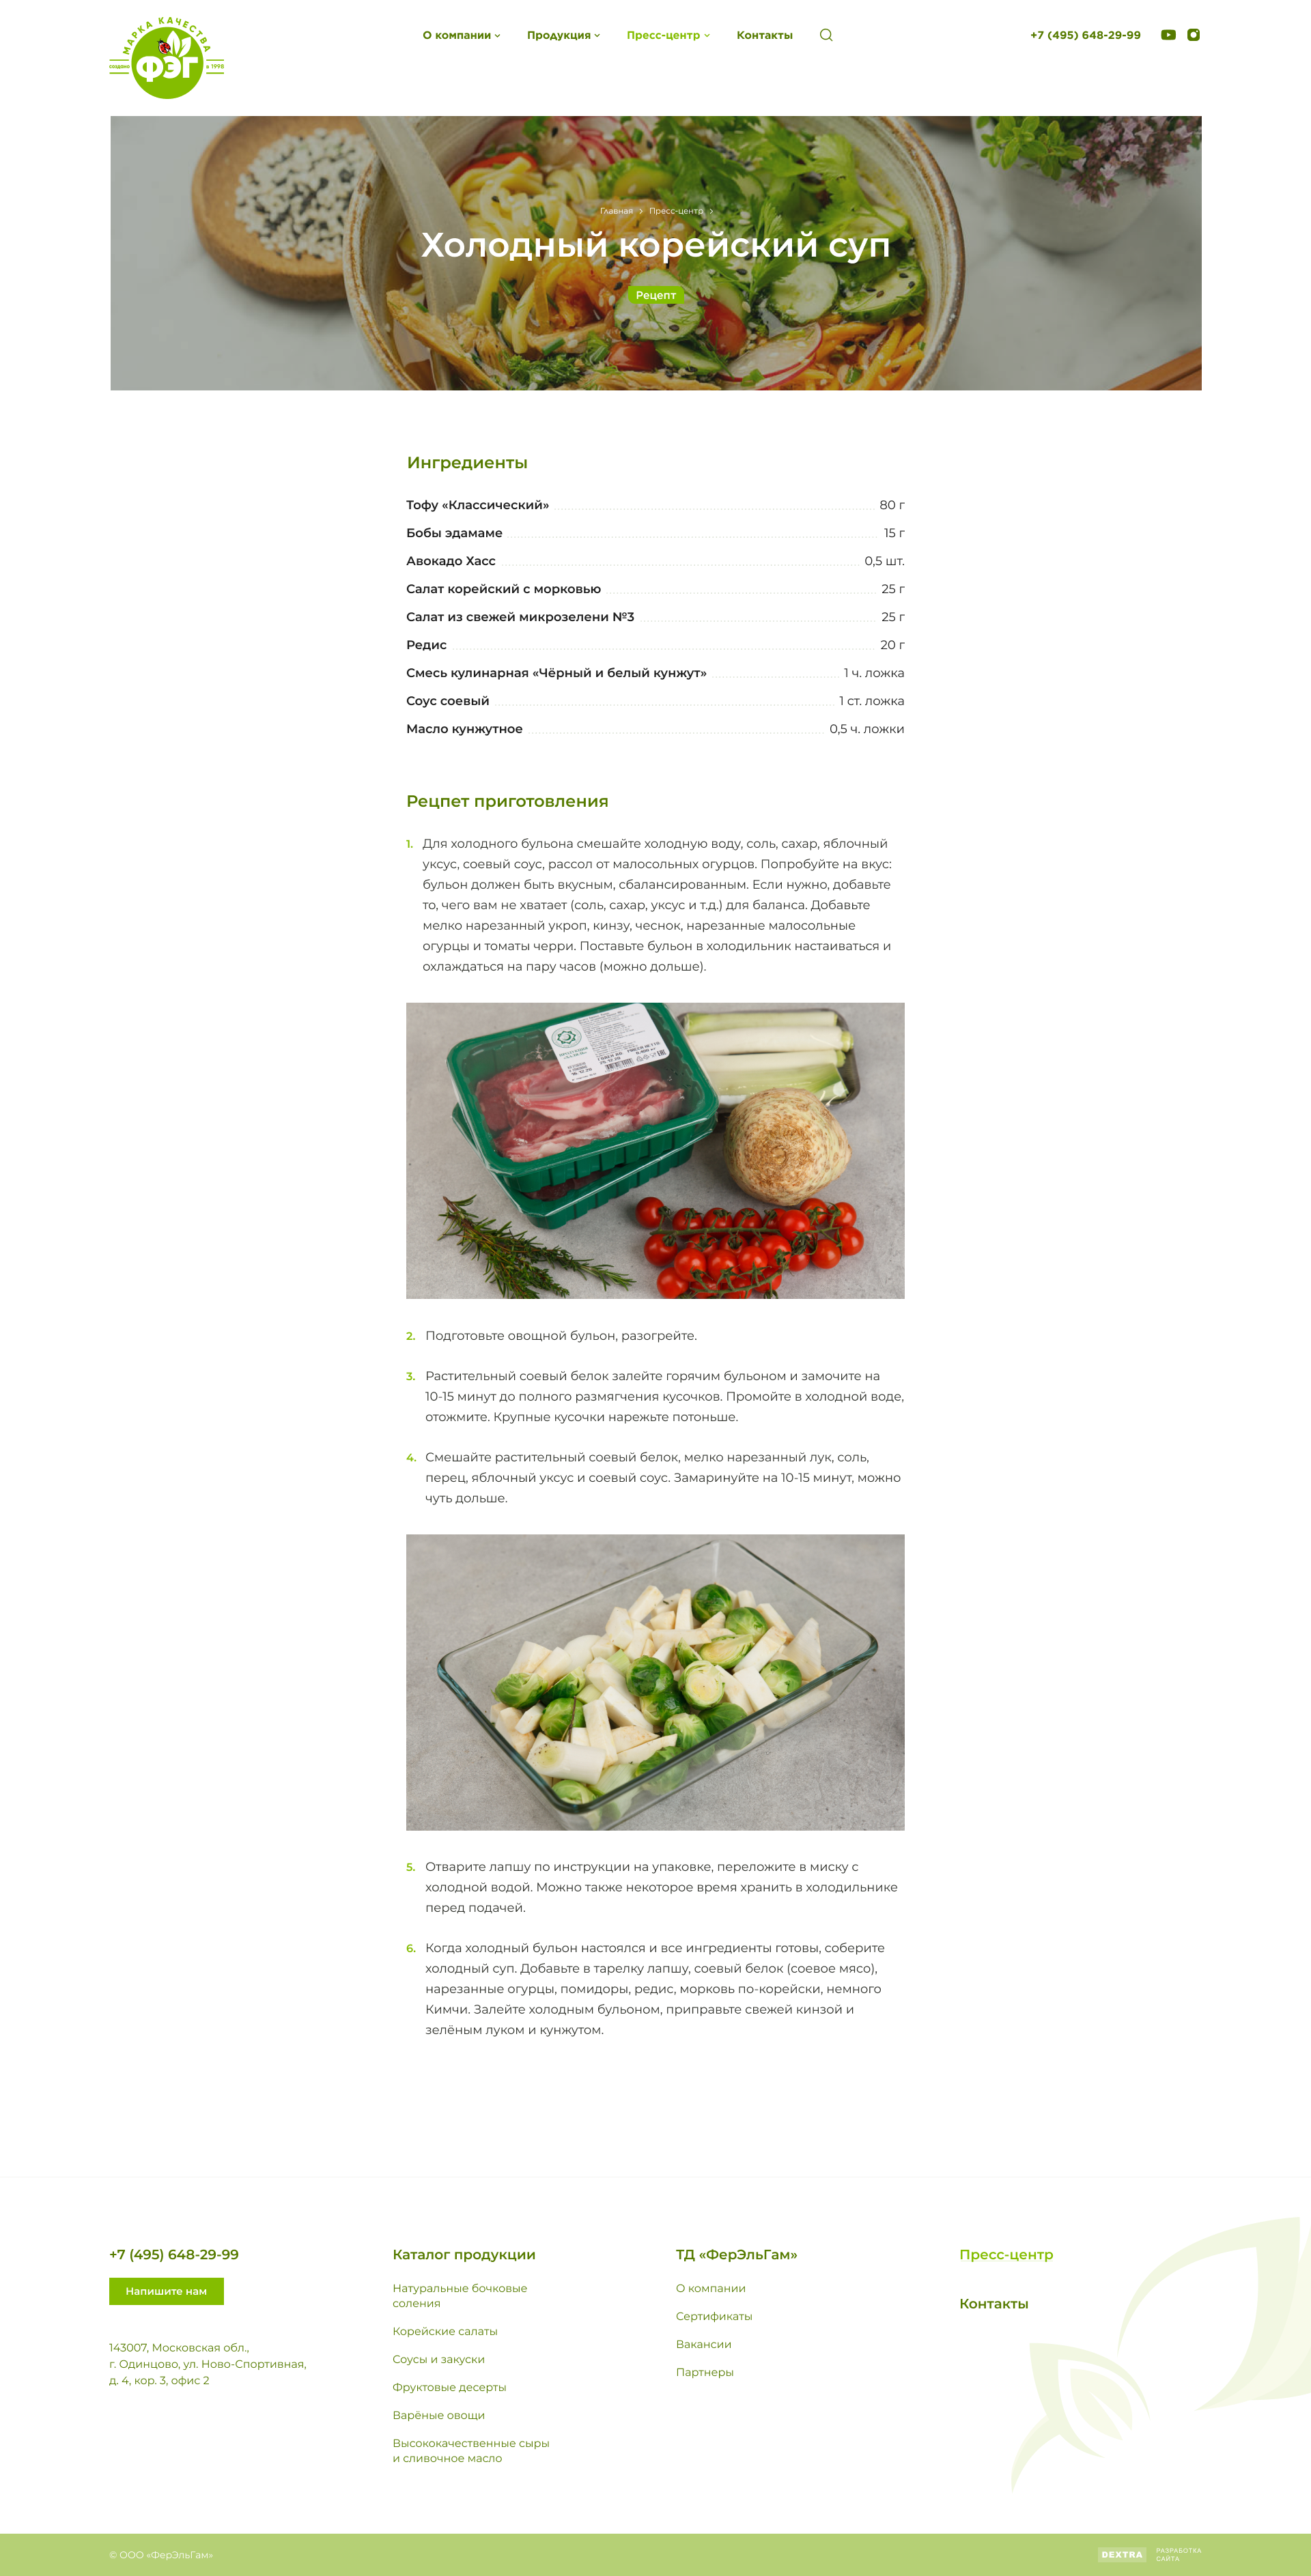 МАРКА КАЧЕСТВА
создано в 1998
ФЭГ
О компании Продукция Пресс-центр Контакты +7 (495) 648-29-99
Главная Пресс-центр
Холодный корейский суп
Рецепт
Ингредиенты
Тофу «Классический» 80 г
Бобы эдамаме 15 г
Авокадо Хасс 0,5 шт.
Салат корейский с морковью 25 г
Салат из свежей микрозелени №3 25 г
Редис 20 г
Смесь кулинарная «Чёрный и белый кунжут» 1 ч. ложка
Соус соевый 1 ст. ложка
Масло кунжутное 0,5 ч. ложки
Рецпет приготовления
1. Для холодного бульона смешайте холодную воду, соль, сахар, яблочный
уксус, соевый соус, рассол от малосольных огурцов. Попробуйте на вкус:
бульон должен быть вкусным, сбалансированным. Если нужно, добавьте
то, чего вам не хватает (соль, сахар, уксус и т.д.) для баланса. Добавьте
мелко нарезанный укроп, кинзу, чеснок, нарезанные малосольные
огурцы и томаты черри. Поставьте бульон в холодильник настаиваться и
охлаждаться на пару часов (можно дольше).
2. Подготовьте овощной бульон, разогрейте.
3. Растительный соевый белок залейте горячим бульоном и замочите на
10-15 минут до полного размягчения кусочков. Промойте в холодной воде,
отожмите. Крупные кусочки нарежьте потоньше.
4. Смешайте растительный соевый белок, мелко нарезанный лук, соль,
перец, яблочный уксус и соевый соус. Замаринуйте на 10-15 минут, можно
чуть дольше.
5. Отварите лапшу по инструкции на упаковке, переложите в миску с
холодной водой. Можно также некоторое время хранить в холодильнике
перед подачей.
6. Когда холодный бульон настоялся и все ингредиенты готовы, соберите
холодный суп. Добавьте в тарелку лапшу, соевый белок (соевое мясо),
нарезанные огурцы, помидоры, редис, морковь по-корейски, немного
Кимчи. Залейте холодным бульоном, приправьте свежей кинзой и
зелёным луком и кунжутом.
+7 (495) 648-29-99
Напишите нам
143007, Московская обл.,
г. Одинцово, ул. Ново-Спортивная,
д. 4, кор. 3, офис 2
Каталог продукции
Натуральные бочковые
соления
Корейские салаты
Соусы и закуски
Фруктовые десерты
Варёные овощи
Высококачественные сыры
и сливочное масло
ТД «ФерЭльГам»
О компании
Сертификаты
Вакансии
Партнеры
Пресс-центр
Контакты
© ООО «ФерЭльГам»
DEXTRA
РАЗРАБОТКА
САЙТА